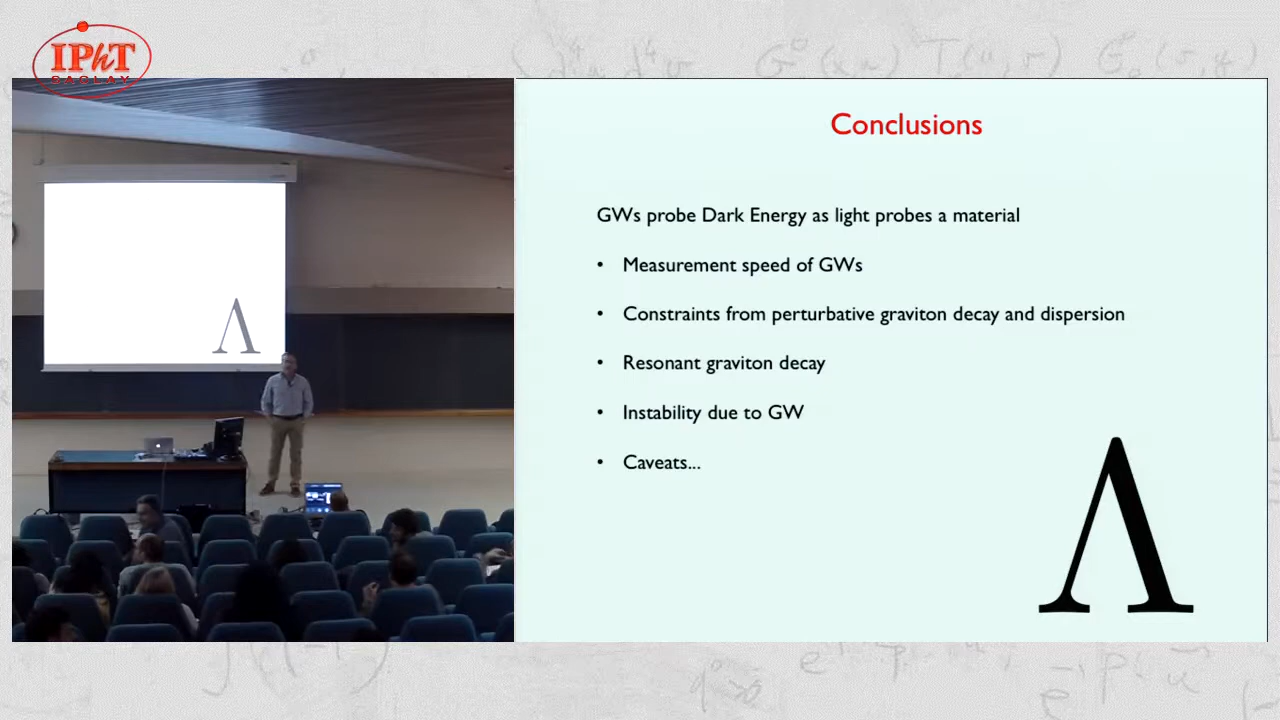 IPhT
SACLAY
Conclusions
GWs probe Dark Energy as light probes a material
• Measurement speed of GWs
• Constraints from perturbative graviton decay and dispersion
• Resonant graviton decay
• Instability due to GW
• Caveats...
Λ
Λ